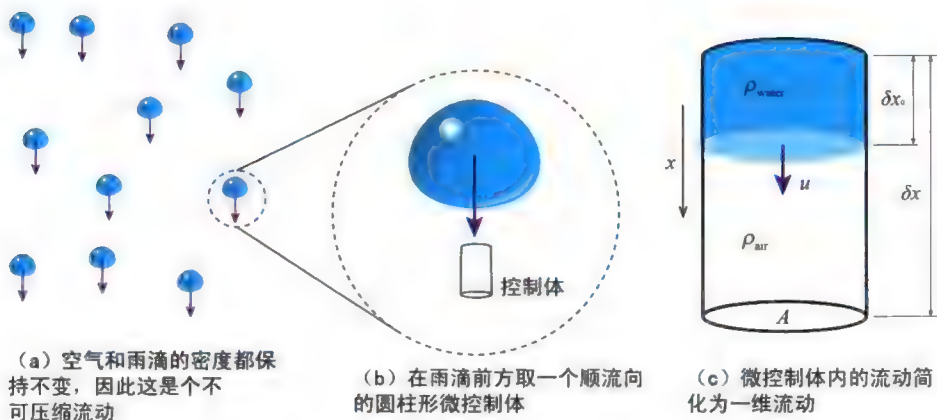 控制体
ρwater
δx₀
x
u
δx
ρair
A
（a）空气和雨滴的密度都保
持不变，因此这是个不
可压缩流动
（b）在雨滴前方取一个顺流向
的圆柱形微控制体
（c）微控制体内的流动简
化为一维流动